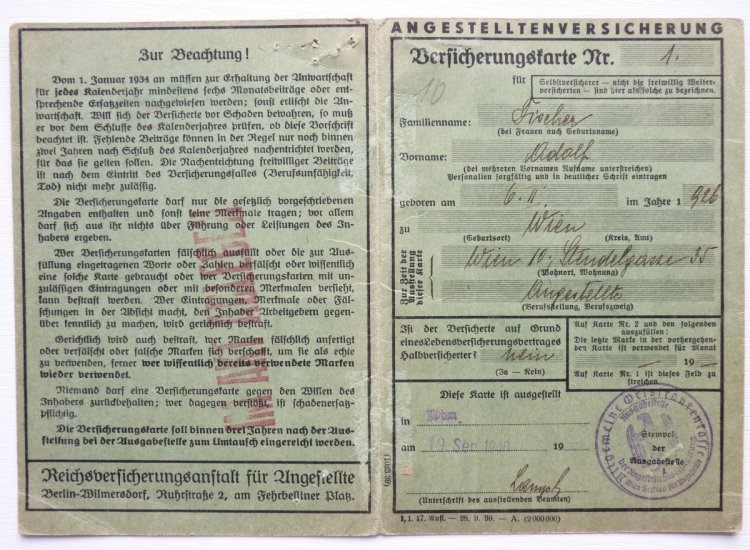 Zur Beachtung!
Vom 1. Januar 1934 an müssen zur Erhaltung der Anwartschaft
für jedes Kalenderjahr mindestens sechs Monatsbeiträge oder ent-
sprechende Ersatzzeiten nachgewiesen werden; sonst erlischt die An-
wartschaft. Will sich der Versicherte vor Schaden bewahren, so muß
er vor dem Schlusse des Kalenderjahres prüfen, ob diese Vorschrift
beachtet ist. Fehlende Beiträge können in der Regel nur noch binnen
zwei Jahren nach Schluß des Kalenderjahres nachentrichtet werden,
für das sie gelten sollen. Die Nachentrichtung freiwilliger Beiträge
ist nach dem Eintritt des Versicherungsfalles (Berufsunfähigkeit,
Tod) nicht mehr zulässig.
Die Versicherungskarte darf nur die gesetzlich vorgeschriebenen
Angaben enthalten und sonst keine Merkmale tragen; vor allem
darf sich aus ihr nichts über Führung oder Leistungen des In-
habers ergeben.
Wer Versicherungskarten fälschlich ausfüllt oder die zur Aus-
füllung eingetragenen Worte oder Zahlen verfälscht oder wissentlich
eine solche Karte gebraucht oder wer Versicherungskarten mit un-
zulässigen Eintragungen oder mit besonderen Merkmalen versieht,
kann bestraft werden. Wer Eintragungen, Merkmale oder Fäl-
schungen in der Absicht macht, den Inhaber Arbeitgebern gegen-
über kenntlich zu machen, wird gerichtlich bestraft.
Gerichtlich wird auch bestraft, wer Marken fälschlich anfertigt
oder verfälscht oder falsche Marken sich verschafft, um sie als echte
zu verwenden, ferner wer wissentlich bereits verwendete Marken
wieder verwendet.
Niemand darf eine Versicherungskarte gegen den Willen des
Inhabers zurückbehalten; wer dagegen verstößt, ist schadenersatz-
pflichtig.
Die Versicherungskarte soll binnen drei Jahren nach der Aus-
stellung bei der Ausgabestelle zum Umtausch eingereicht werden.
Reichsversicherungsanstalt für Angestellte
Berlin-Wilmersdorf, Ruhrstraße 2, am Fehrbelliner Platz.
ANGESTELLTENVERSICHERUNG
Versicherungskarte Nr. 1.
für
Selbstversicherer — nicht die freiwillig Weiter-
versicherten — sind hier als solche zu bezeichnen.
10
Familienname: Fischer
(bei Frauen auch Geburtsname)
Vorname: Adolf
(bei mehreren Vornamen Rufname unterstreichen)
Personalien sorgfältig und in deutscher Schrift eintragen
geboren am 6. II. im Jahre 1926
zu Wien
(Geburtsort) (Kreis, Amt)
Zur Zeit der
Ausstellung
dieser Karte
Wien 10; Stendelgasse 35
(Wohnort, Wohnung)
Angestellte
(Berufsstellung, Berufszweig)
Ist der Versicherte auf Grund
eines Lebensversicherungsvertrages
Halbversicherter? nein
(Ja — Nein)
Auf Karte Nr. 2 und den folgenden
auszufüllen:
Die letzte Marke in der vorhergehen-
den Karte ist verwendet für Monat
19
Auf Karte Nr. 1 ist dieses Feld zu
streichen.
Diese Karte ist ausgestellt
in Wien
am 19. Sep. 1940 19
Stempel
der
Ausgabestelle
Ausgabestelle
(Unterschrift des ausstellenden Beamten)
(10.29/39)
I, 1. 47. Aufl. — 28. 9. 39. — A. (2 000 000)